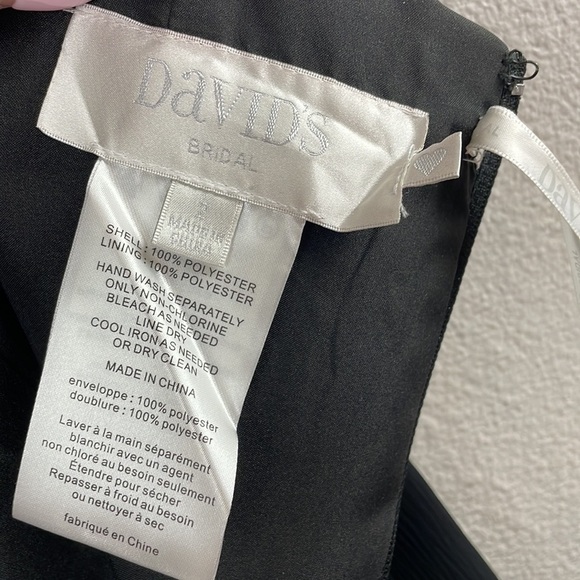 DaVID'S
BRIDAL
MADE IN
CHINA
SHELL: 100% POLYESTER
LINING: 100% POLYESTER
HAND WASH SEPARATELY
ONLY NON-CHLORINE
BLEACH AS NEEDED
LINE DRY
COOL IRON AS NEEDED
OR DRY CLEAN
MADE IN CHINA
enveloppe : 100% polyester
doublure : 100% polyester
Laver à la main séparément
blanchir avec un agent
non chloré au besoin seulement
Étendre pour sécher
Repasser à froid au besoin
ou nettoyer à sec
fabriqué en Chine